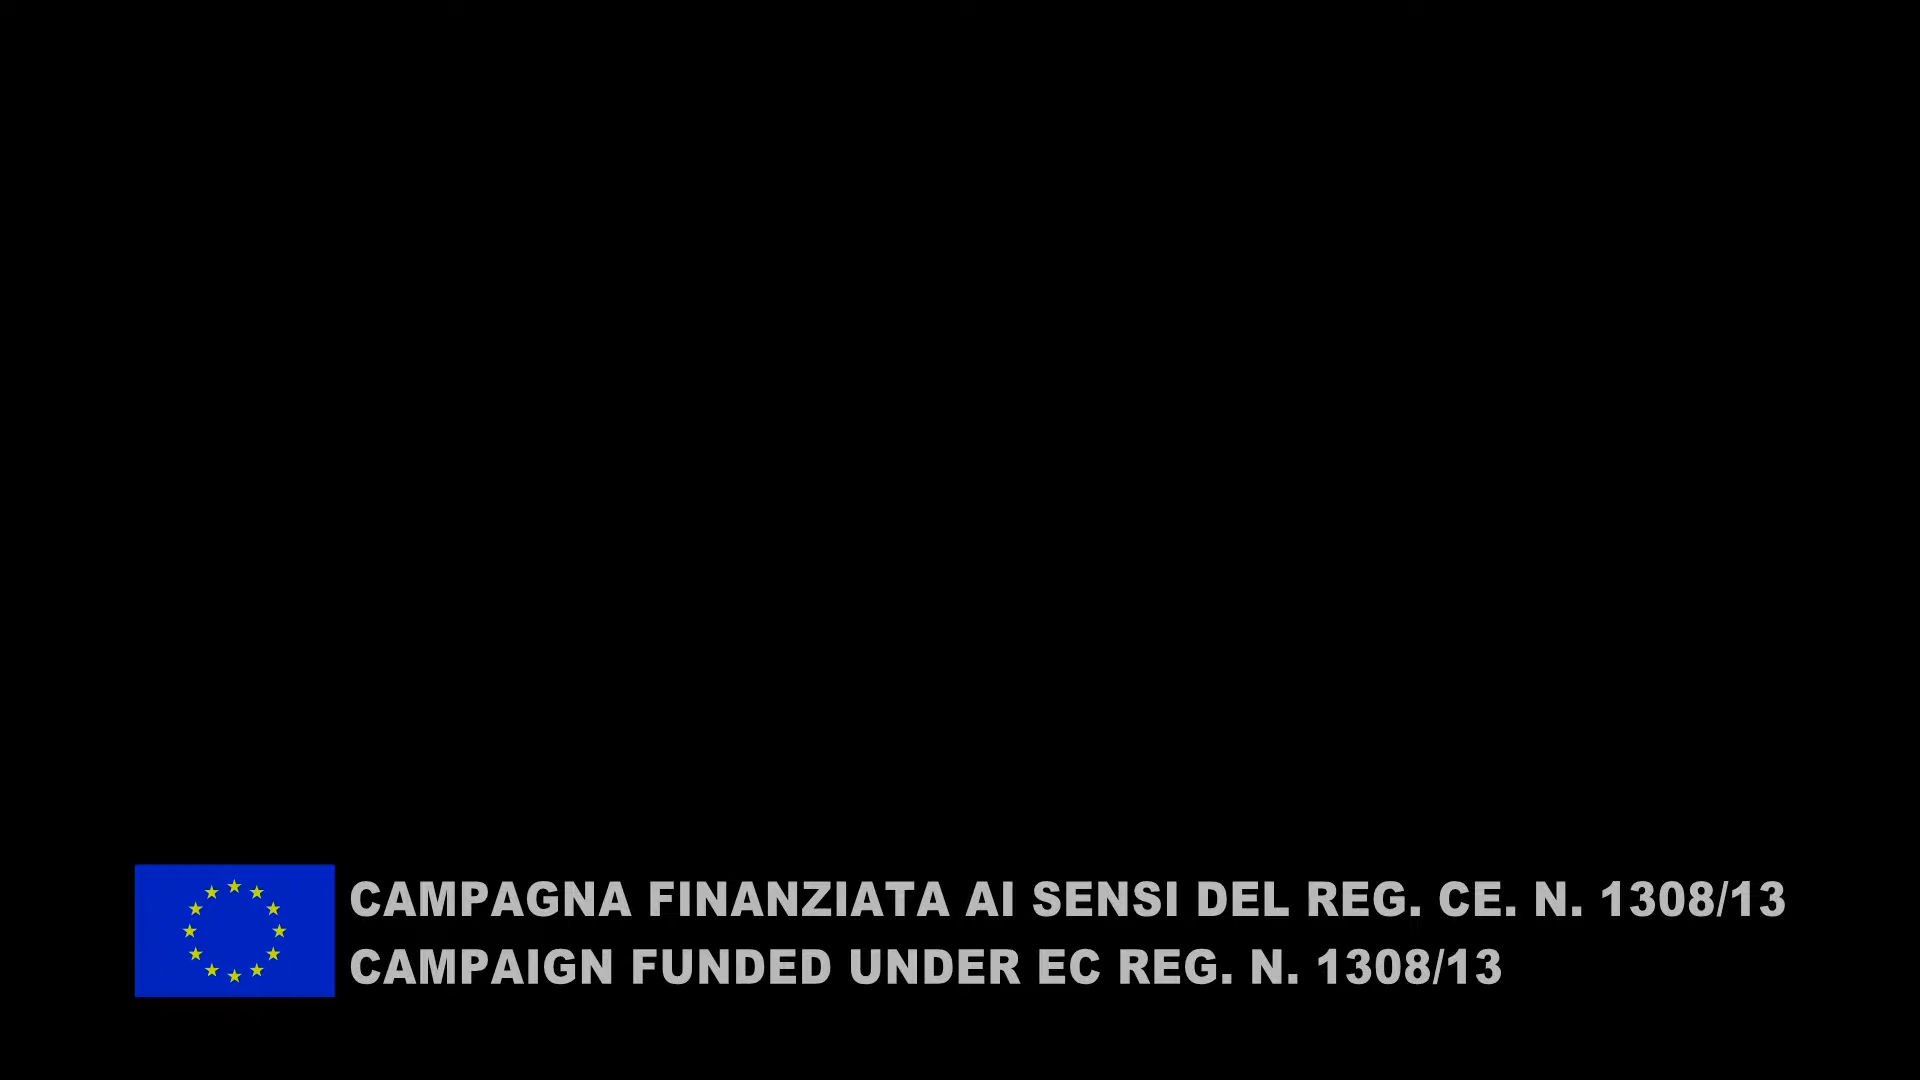 CAMPAGNA FINANZIATA AI SENSI DEL REG. CE. N. 1308/13
CAMPAIGN FUNDED UNDER EC REG. N. 1308/13